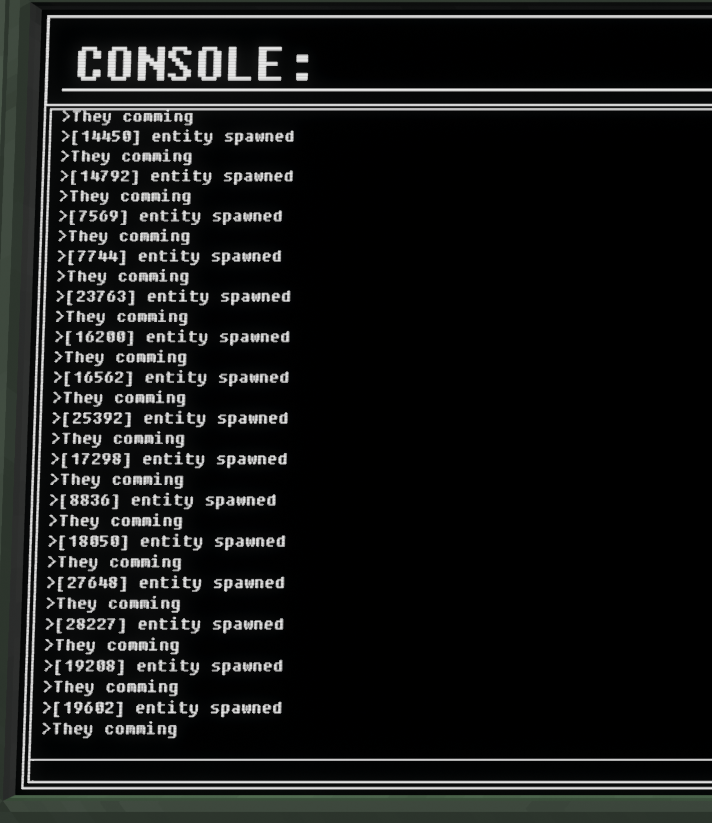 CONSOLE:
>They comming
>[14450] entity spawned
>They comming
>[14792] entity spawned
>They comming
>[7569] entity spawned
>They comming
>[7744] entity spawned
>They comming
>[23763] entity spawned
>They comming
>[16200] entity spawned
>They comming
>[16562] entity spawned
>They comming
>[25392] entity spawned
>They comming
>[17298] entity spawned
>They comming
>[8836] entity spawned
>They comming
>[18050] entity spawned
>They comming
>[27648] entity spawned
>They comming
>[28227] entity spawned
>They comming
>[19208] entity spawned
>They comming
>[19602] entity spawned
>They comming